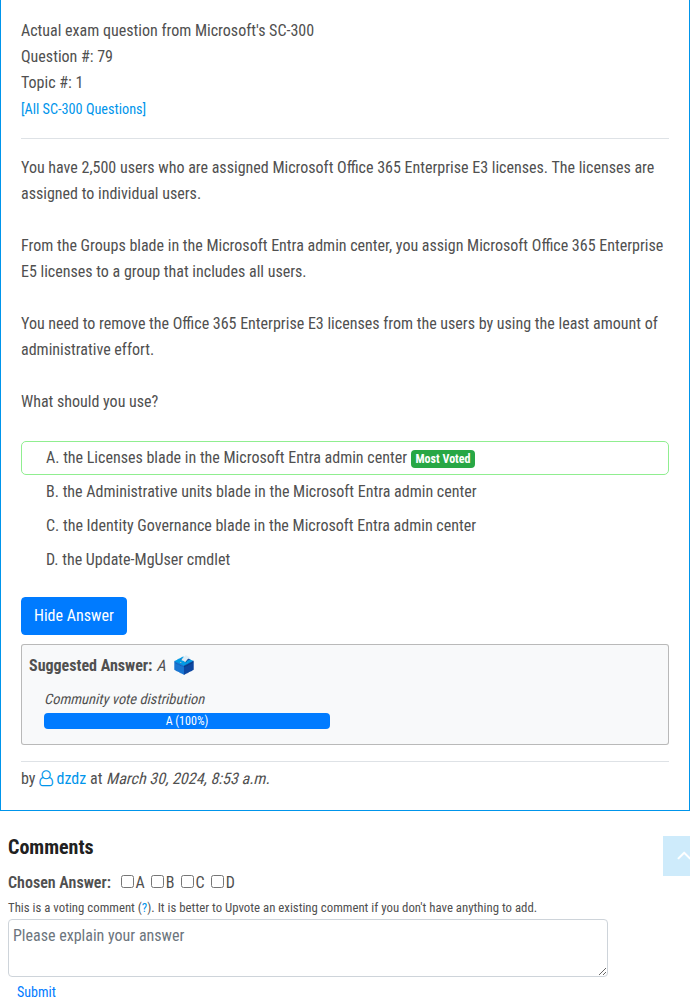 Actual exam question from Microsoft's SC-300
Question #: 79
Topic #: 1
[All SC-300 Questions]
You have 2,500 users who are assigned Microsoft Office 365 Enterprise E3 licenses. The licenses are
assigned to individual users.
From the Groups blade in the Microsoft Entra admin center, you assign Microsoft Office 365 Enterprise
E5 licenses to a group that includes all users.
You need to remove the Office 365 Enterprise E3 licenses from the users by using the least amount of
administrative effort.
What should you use?
A. the Licenses blade in the Microsoft Entra admin center Most Voted
B. the Administrative units blade in the Microsoft Entra admin center
C. the Identity Governance blade in the Microsoft Entra admin center
D. the Update-MgUser cmdlet
Hide Answer
Suggested Answer: A
Community vote distribution
A (100%)
by dzdz at March 30, 2024, 8:53 a.m.
Comments
Chosen Answer: A B C D
This is a voting comment (?). It is better to Upvote an existing comment if you don't have anything to add.
Please explain your answer
Submit